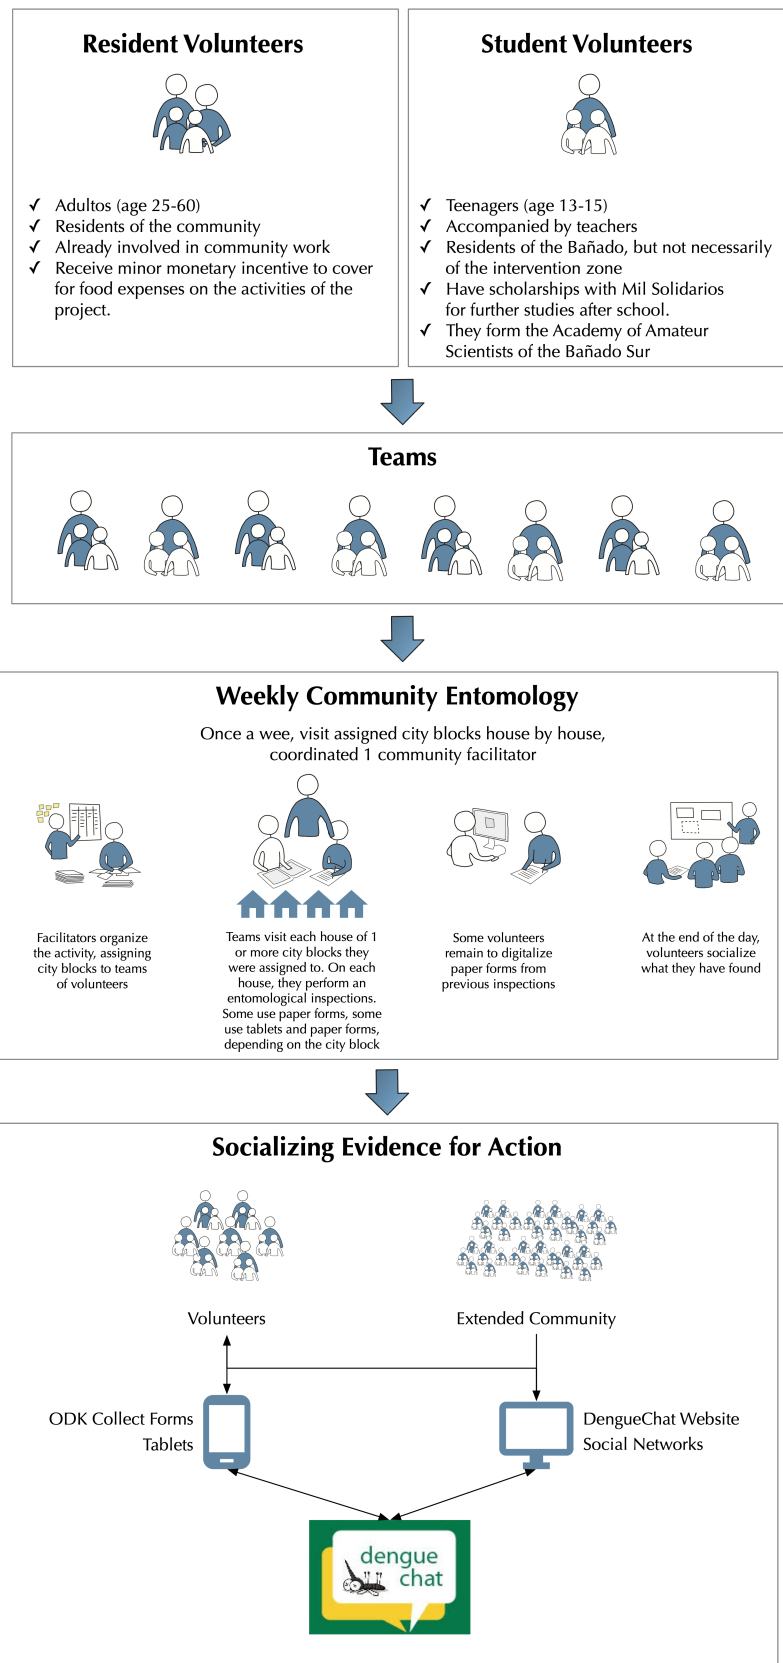 Resident Volunteers
✓ Adultos (age 25-60)
✓ Residents of the community
✓ Already involved in community work
✓ Receive minor monetary incentive to cover
for food expenses on the activities of the
project.
Student Volunteers
✓ Teenagers (age 13-15)
✓ Accompanied by teachers
✓ Residents of the Bañado, but not necessarily
of the intervention zone
✓ Have scholarships with Mil Solidarios
for further studies after school.
✓ They form the Academy of Amateur
Scientists of the Bañado Sur
Teams
Weekly Community Entomology
Once a wee, visit assigned city blocks house by house,
coordinated 1 community facilitator
Facilitators organize
the activity, assigning
city blocks to teams
of volunteers
Teams visit each house of 1
or more city blocks they
were assigned to. On each
house, they perform an
entomological inspections.
Some use paper forms, some
use tablets and paper forms,
depending on the city block
Some volunteers
remain to digitalize
paper forms from
previous inspections
At the end of the day,
volunteers socialize
what they have found
Socializing Evidence for Action
Volunteers
Extended Community
ODK Collect Forms
Tablets
DengueChat Website
Social Networks
dengue
chat